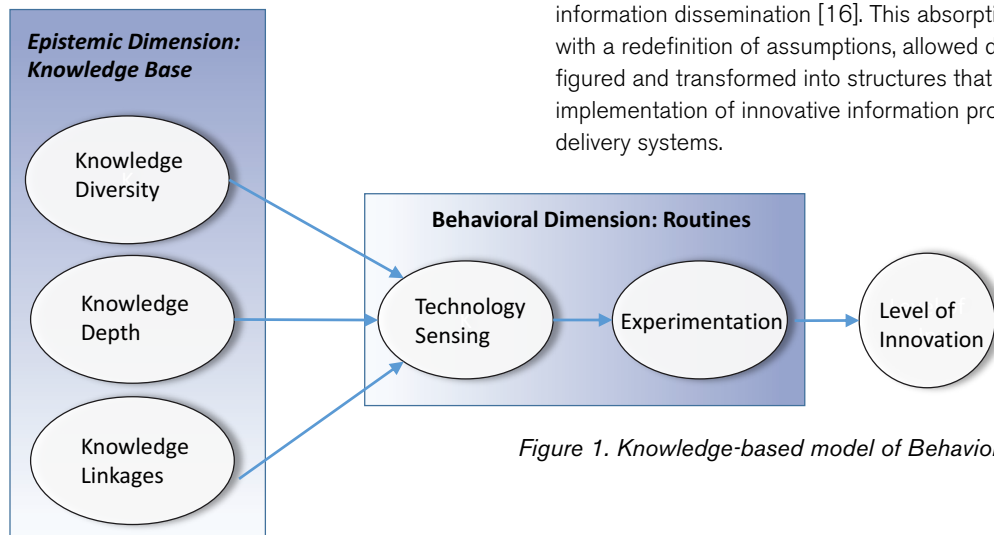 information dissemination [16]. This absorpti
with a redefinition of assumptions, allowed
figured and transformed into structures that
implementation of innovative information pro
delivery systems.
Epistemic Dimension:
Knowledge Base
Knowledge
Diversity
Knowledge
Depth
Knowledge
Linkages
Behavioral Dimension: Routines
Technology
Sensing
Experimentation
Level of
Innovation
Figure 1. Knowledge-based model of Behavior